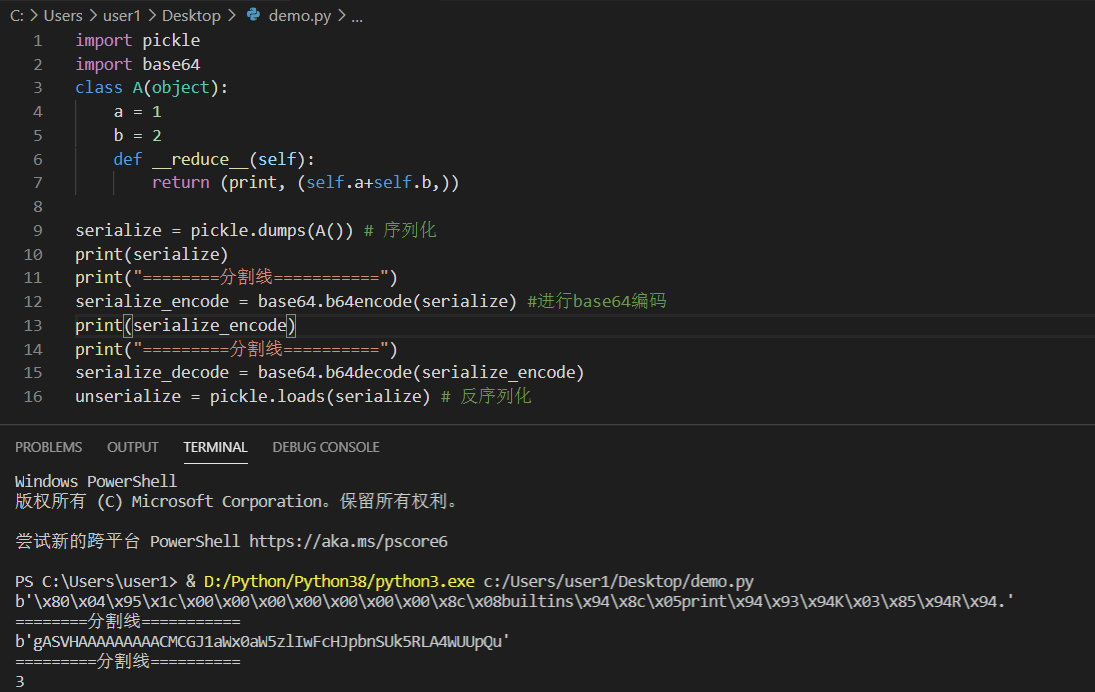 C: > Users > user1 > Desktop > demo.py > ...
1 import pickle
2 import base64
3 class A(object):
4     a = 1
5     b = 2
6     def __reduce__(self):
7         return (print, (self.a+self.b,))
8
9 serialize = pickle.dumps(A()) # 序列化
10 print(serialize)
11 print("========分割线===========")
12 serialize_encode = base64.b64encode(serialize) #进行base64编码
13 print(serialize_encode)
14 print("=========分割线==========")
15 serialize_decode = base64.b64decode(serialize_encode)
16 unserialize = pickle.loads(serialize) # 反序列化
PROBLEMS OUTPUT TERMINAL DEBUG CONSOLE
Windows PowerShell
版权所有 (C) Microsoft Corporation。保留所有权利。
尝试新的跨平台 PowerShell https://aka.ms/pscore6
PS C:\Users\user1> & D:/Python/Python38/python3.exe c:/Users/user1/Desktop/demo.py
b'\x80\x04\x95\x1c\x00\x00\x00\x00\x00\x00\x00\x8c\x08builtins\x94\x8c\x05print\x94\x93\x94K\x03\x85\x94R\x94.'
========分割线===========
b'gASVHAAAAAAAAACMCGJ1aWx0aW5zlIwFcHJpbnSUk5RLA4WUUpQu'
=========分割线==========
3